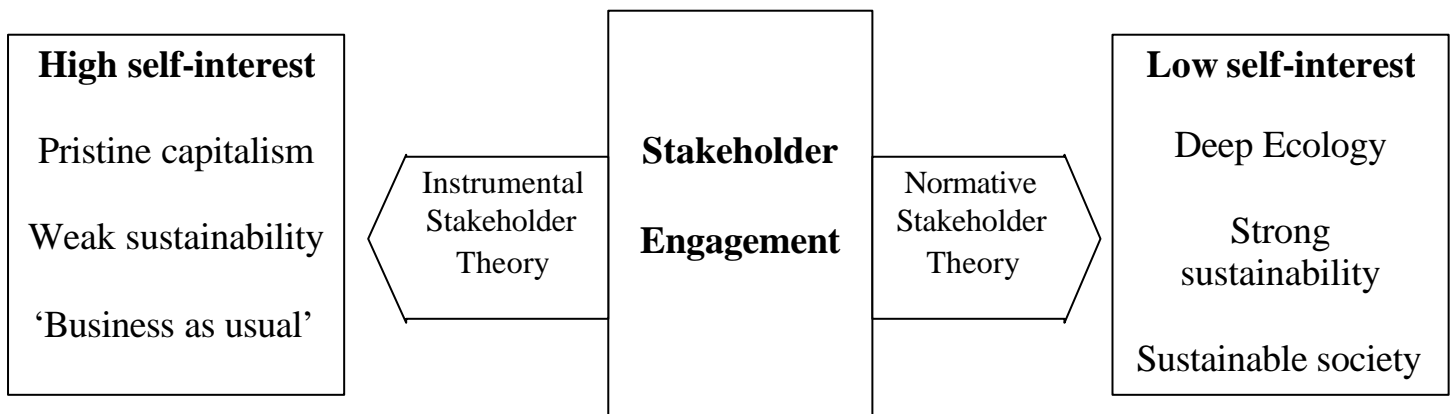 High self-interest
Pristine capitalism
Weak sustainability
‘Business as usual’
Instrumental
Stakeholder
Theory
Stakeholder
Engagement
Normative
Stakeholder
Theory
Low self-interest
Deep Ecology
Strong
sustainability
Sustainable society